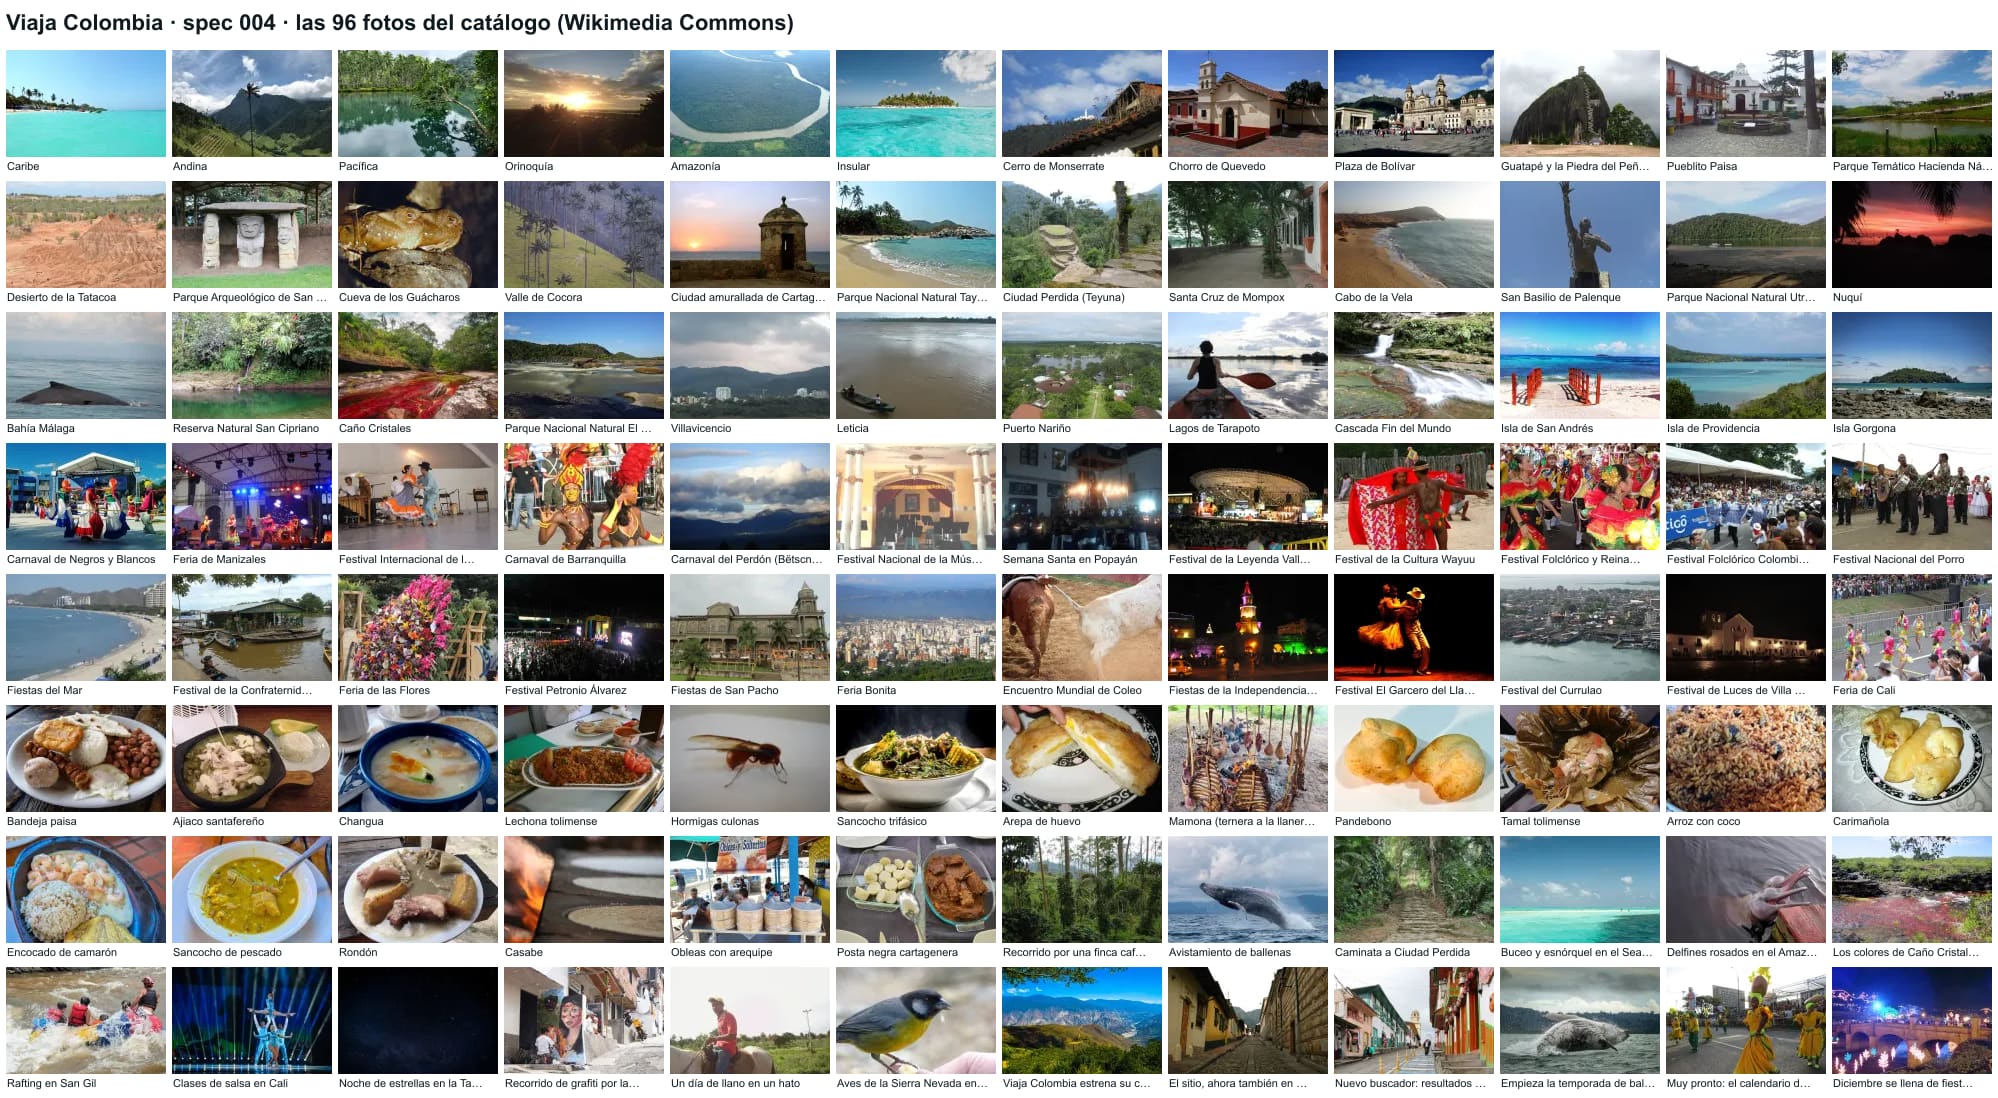 Viaja Colombia · spec 004 · las 96 fotos del catálogo (Wikimedia Commons)
Caribe
Andina
Pacífica
Orinoquía
Amazonía
Insular
Cerro de Monserrate
Chorro de Quevedo
Plaza de Bolívar
Guatapé y la Piedra del Peñ…
Pueblito Paisa
Parque Temático Hacienda Ná…
Desierto de la Tatacoa
Parque Arqueológico de San …
Cueva de los Guácharos
Valle de Cocora
Ciudad amurallada de Cartag…
Parque Nacional Natural Tay…
Ciudad Perdida (Teyuna)
Santa Cruz de Mompox
Cabo de la Vela
San Basilio de Palenque
Parque Nacional Natural Utr…
Nuquí
Bahía Málaga
Reserva Natural San Cipriano
Caño Cristales
Parque Nacional Natural El …
Villavicencio
Leticia
Puerto Nariño
Lagos de Tarapoto
Cascada Fin del Mundo
Isla de San Andrés
Isla de Providencia
Isla Gorgona
tigo
Carnaval de Negros y Blancos
Feria de Manizales
Festival Internacional de l…
Carnaval de Barranquilla
Carnaval del Perdón (Bëtscn…
Festival Nacional de la Mús…
Semana Santa en Popayán
Festival de la Leyenda Vall…
Festival de la Cultura Wayuu
Festival Folclórico y Reina…
Festival Folclórico Colombi…
Festival Nacional del Porro
Fiestas del Mar
Festival de la Confraternid…
Feria de las Flores
Festival Petronio Álvarez
Fiestas de San Pacho
Feria Bonita
Encuentro Mundial de Coleo
Fiestas de la Independencia…
Festival El Garcero del Lla…
Festival del Currulao
Festival de Luces de Villa …
Feria de Cali
Bandeja paisa
Ajiaco santafereño
Changua
Lechona tolimense
Hormigas culonas
Sancocho trifásico
Arepa de huevo
Mamona (ternera a la llaner…
Pandebono
Tamal tolimense
Arroz con coco
Carimañola
Obleas
Encocado de camarón
Sancocho de pescado
Rondón
Casabe
Obleas con arequipe
Posta negra cartagenera
Recorrido por una finca caf…
Avistamiento de ballenas
Caminata a Ciudad Perdida
Buceo y esnórquel en el Sea…
Delfines rosados en el Amaz…
Los colores de Caño Cristal…
Rafting en San Gil
Clases de salsa en Cali
Noche de estrellas en la Ta…
Recorrido de grafiti por la…
Un día de llano en un hato
Aves de la Sierra Nevada en…
Viaja Colombia estrena su c…
El sitio, ahora también en …
Nuevo buscador: resultados …
Empieza la temporada de bal…
Muy pronto: el calendario d…
Diciembre se llena de fiest…